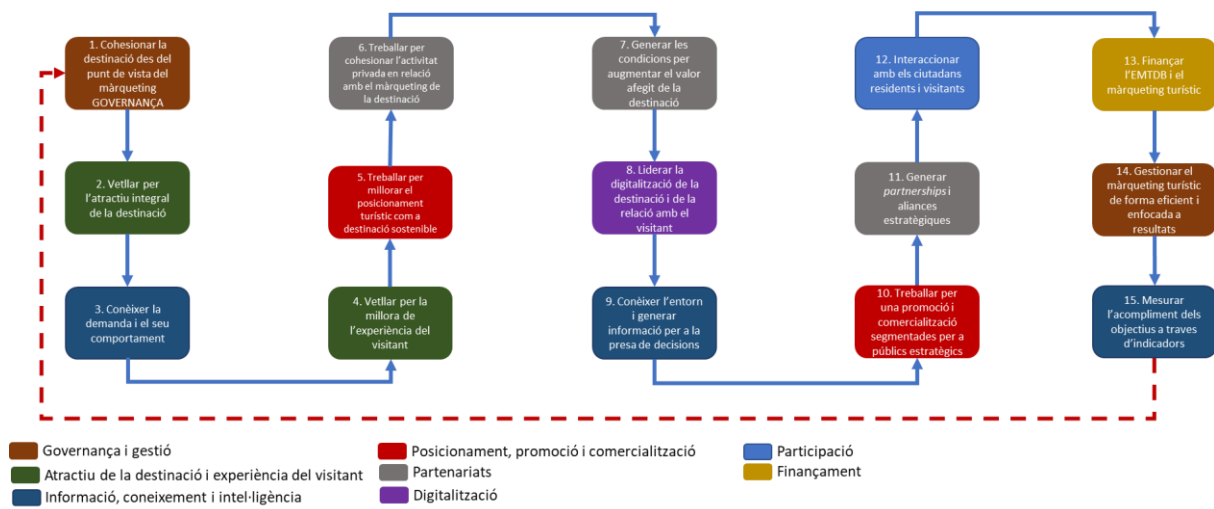 1. Cohesionar la
destinació des del
punt de vista del
màrqueting
GOVERNANÇA
2. Vetllar per
l'atractiu integral
de la destinació
3. Conèixer la
demanda i el seu
comportament
4. Vetllar per la
millora de
l'experiència del
visitant
5. Treballar per
millorar el
posicionament
turístic com a
destinació sostenible
6. Treballar per
cohesionar l'activitat
privada en relació
amb el màrqueting de
la destinació
7. Generar les
condicions per
augmentar el valor
afegit de la
destinació
8. Liderar la
digitalització de la
destinació i de la
relació amb el
visitant
9. Conèixer l'entorn
i generar
informació per a la
presa de decisions
10. Treballar per
una promoció i
comercialització
segmentades per a
públics estratègics
11. Generar
partnerships i
aliances
estratègiques
12. Interaccionar
amb els ciutadans
residents i visitants
13. Finançar
l'EMTDB i el
màrqueting turístic
14. Gestionar el
màrqueting turístic
de forma eficient i
enfocada a
resultats
15. Mesurar
l'acompliment dels
objectius a traves
d'indicadors
Governança i gestió
Atractiu de la destinació i experiència del visitant
Informació, coneixement i intel·ligència
Posicionament, promoció i comercialització
Partenariats
Digitalització
Participació
Finançament